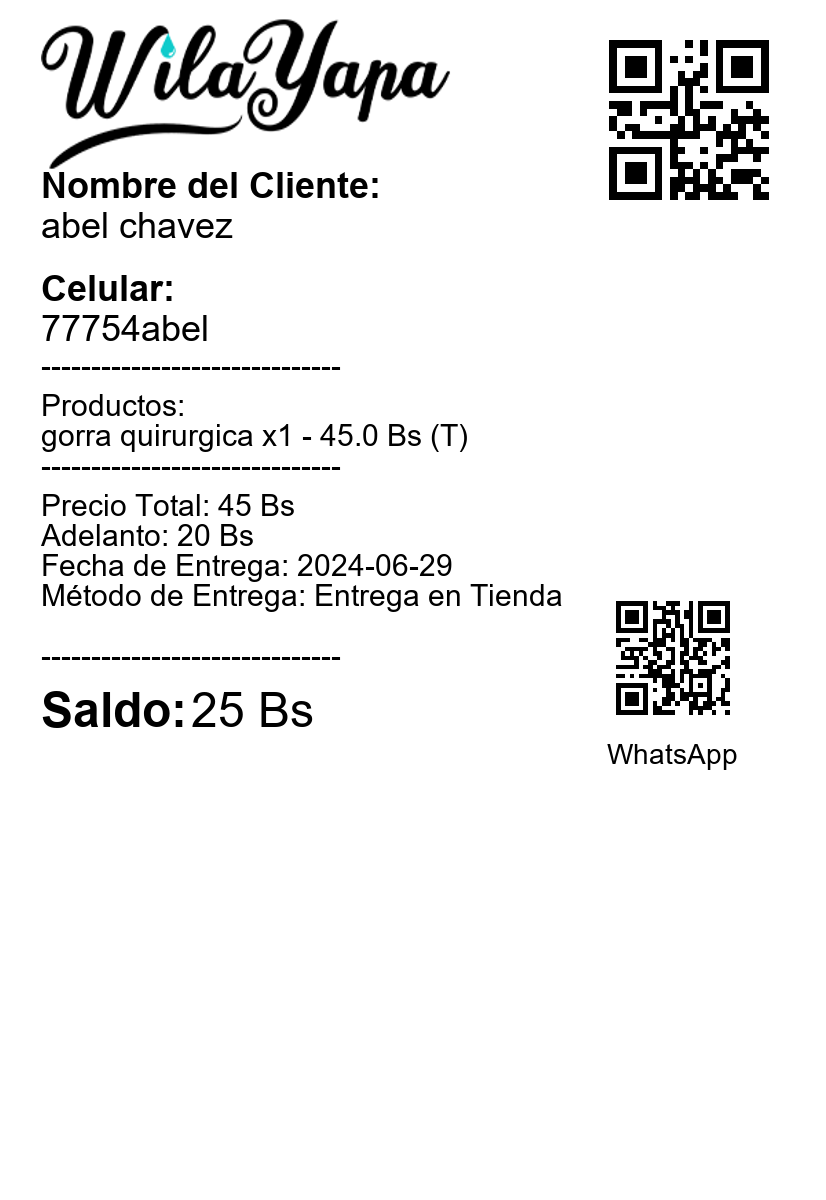 WilaYapa
Nombre del Cliente:
abel chavez
Celular:
77754abel
------------------------------
Productos:
gorra quirurgica x1 - 45.0 Bs (T)
------------------------------
Precio Total: 45 Bs
Adelanto: 20 Bs
Fecha de Entrega: 2024-06-29
Método de Entrega: Entrega en Tienda
------------------------------
Saldo: 25 Bs
WhatsApp